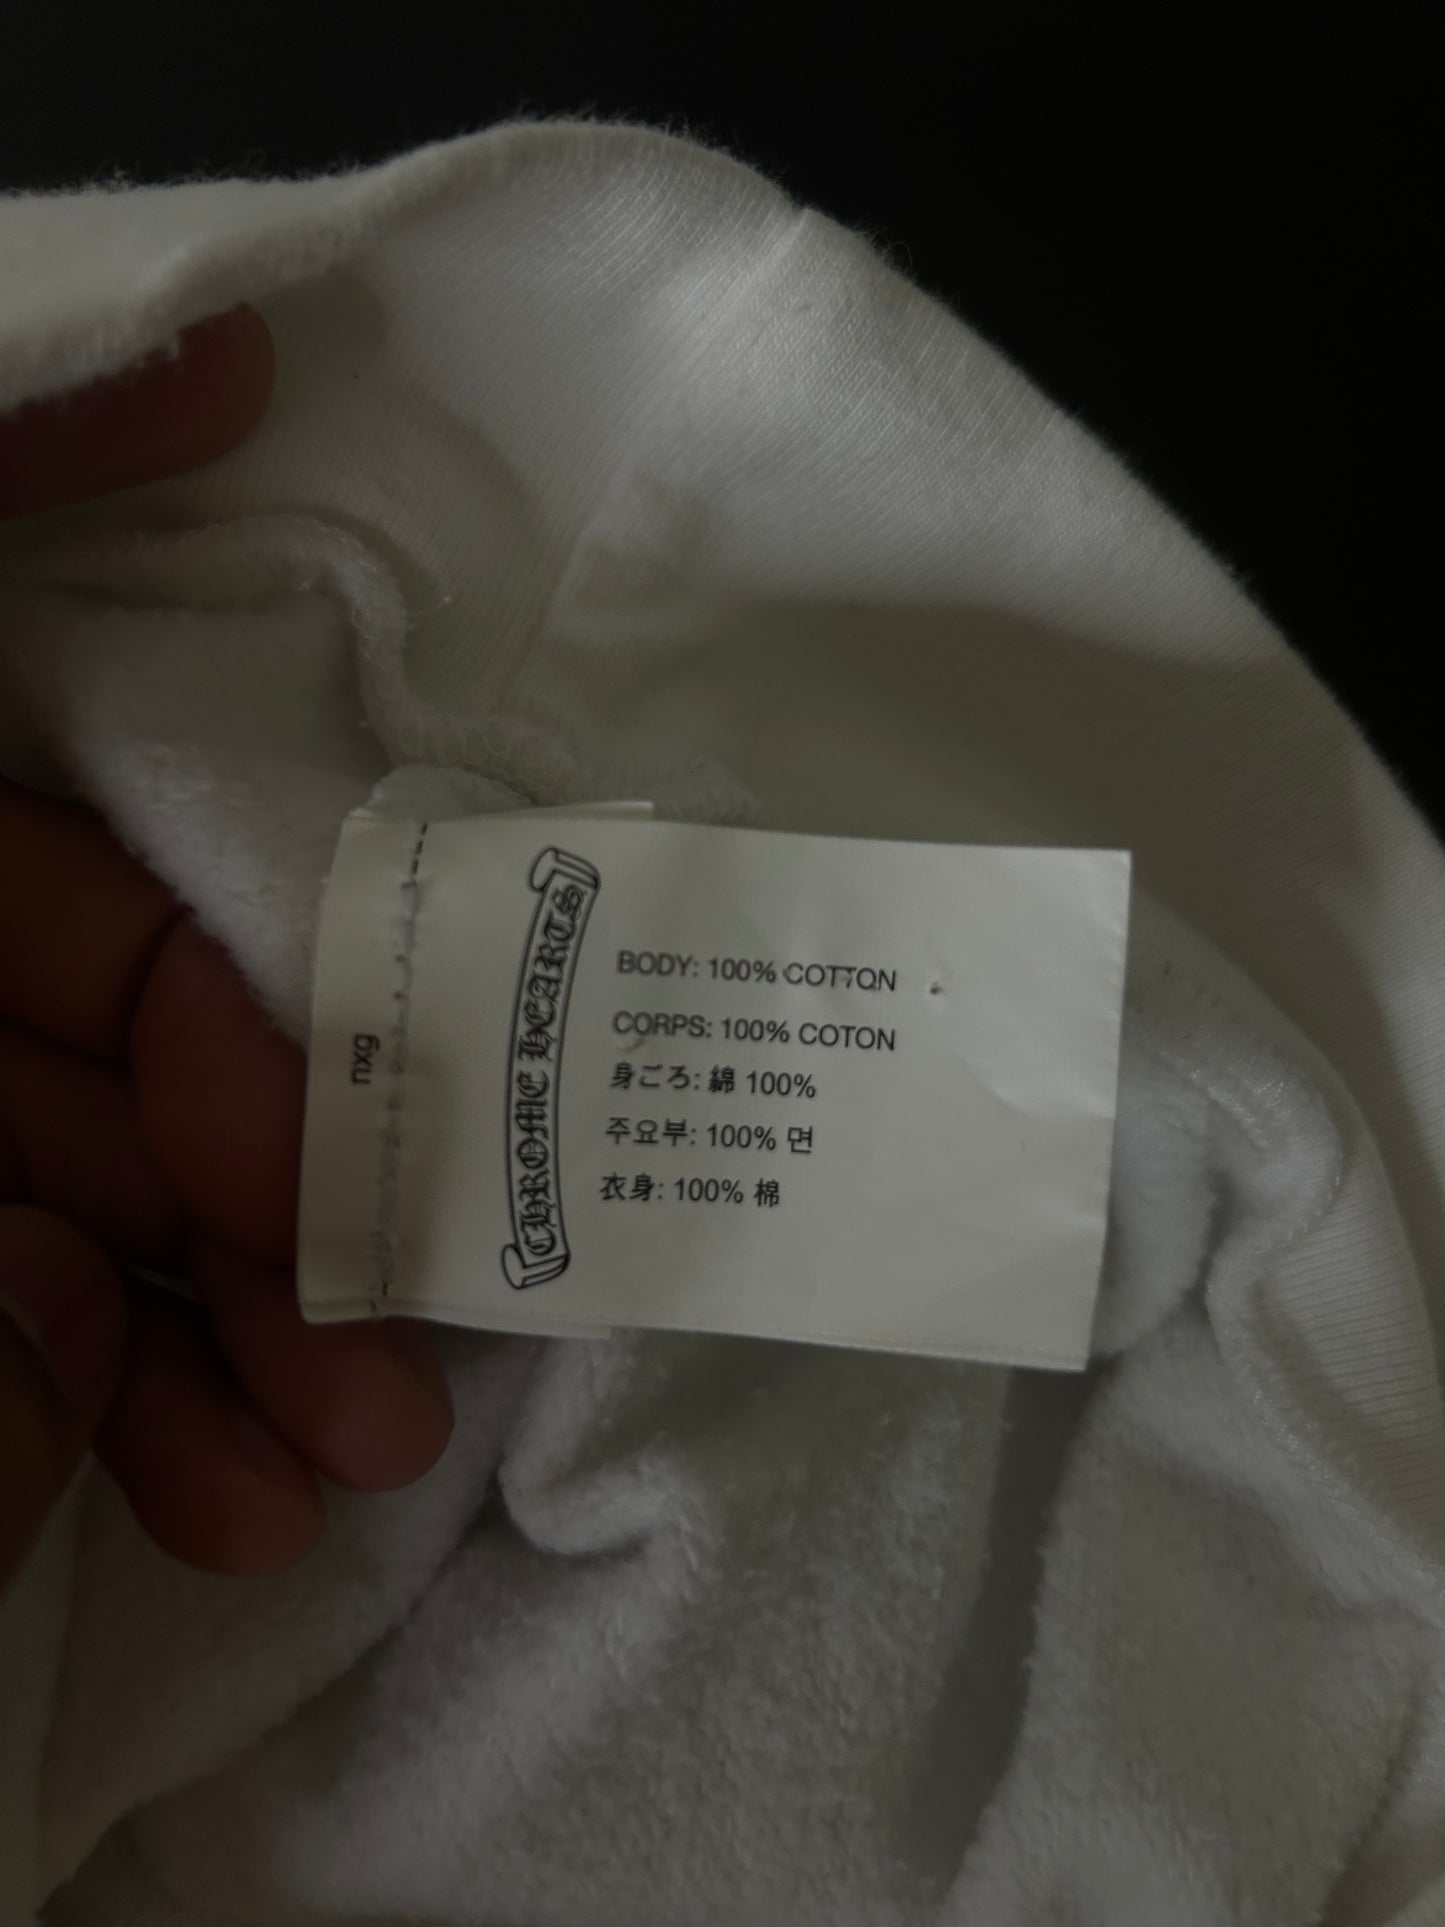 CHROME HEARTS
BODY: 100% COTTON
CORPS: 100% COTON
身ごろ: 綿 100%
주요부: 100% 면
衣身: 100% 棉
nxg